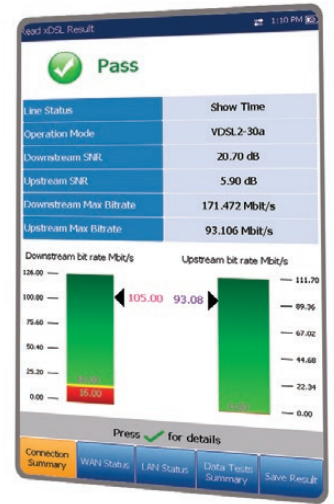 Read xDSL Result 1:10 PM
Pass
Line Status Show Time
Operation Mode VDSL2-30a
Downstream SNR 20.70 dB
Upstream SNR 5.90 dB
Downstream Max Bitrate 171.472 Mbit/s
Upstream Max Bitrate 93.106 Mbit/s
Downstream bit rate Mbit/s Upstream bit rate Mbit/s
126.00 111.70
100.80 105.00 93.08 89.36
75.60 67.02
50.40 44.68
25.20 22.34
16.00
0.00 0.00
Press for details
Connection Summary WAN Status LAN Status Data Tests Summary Save Result